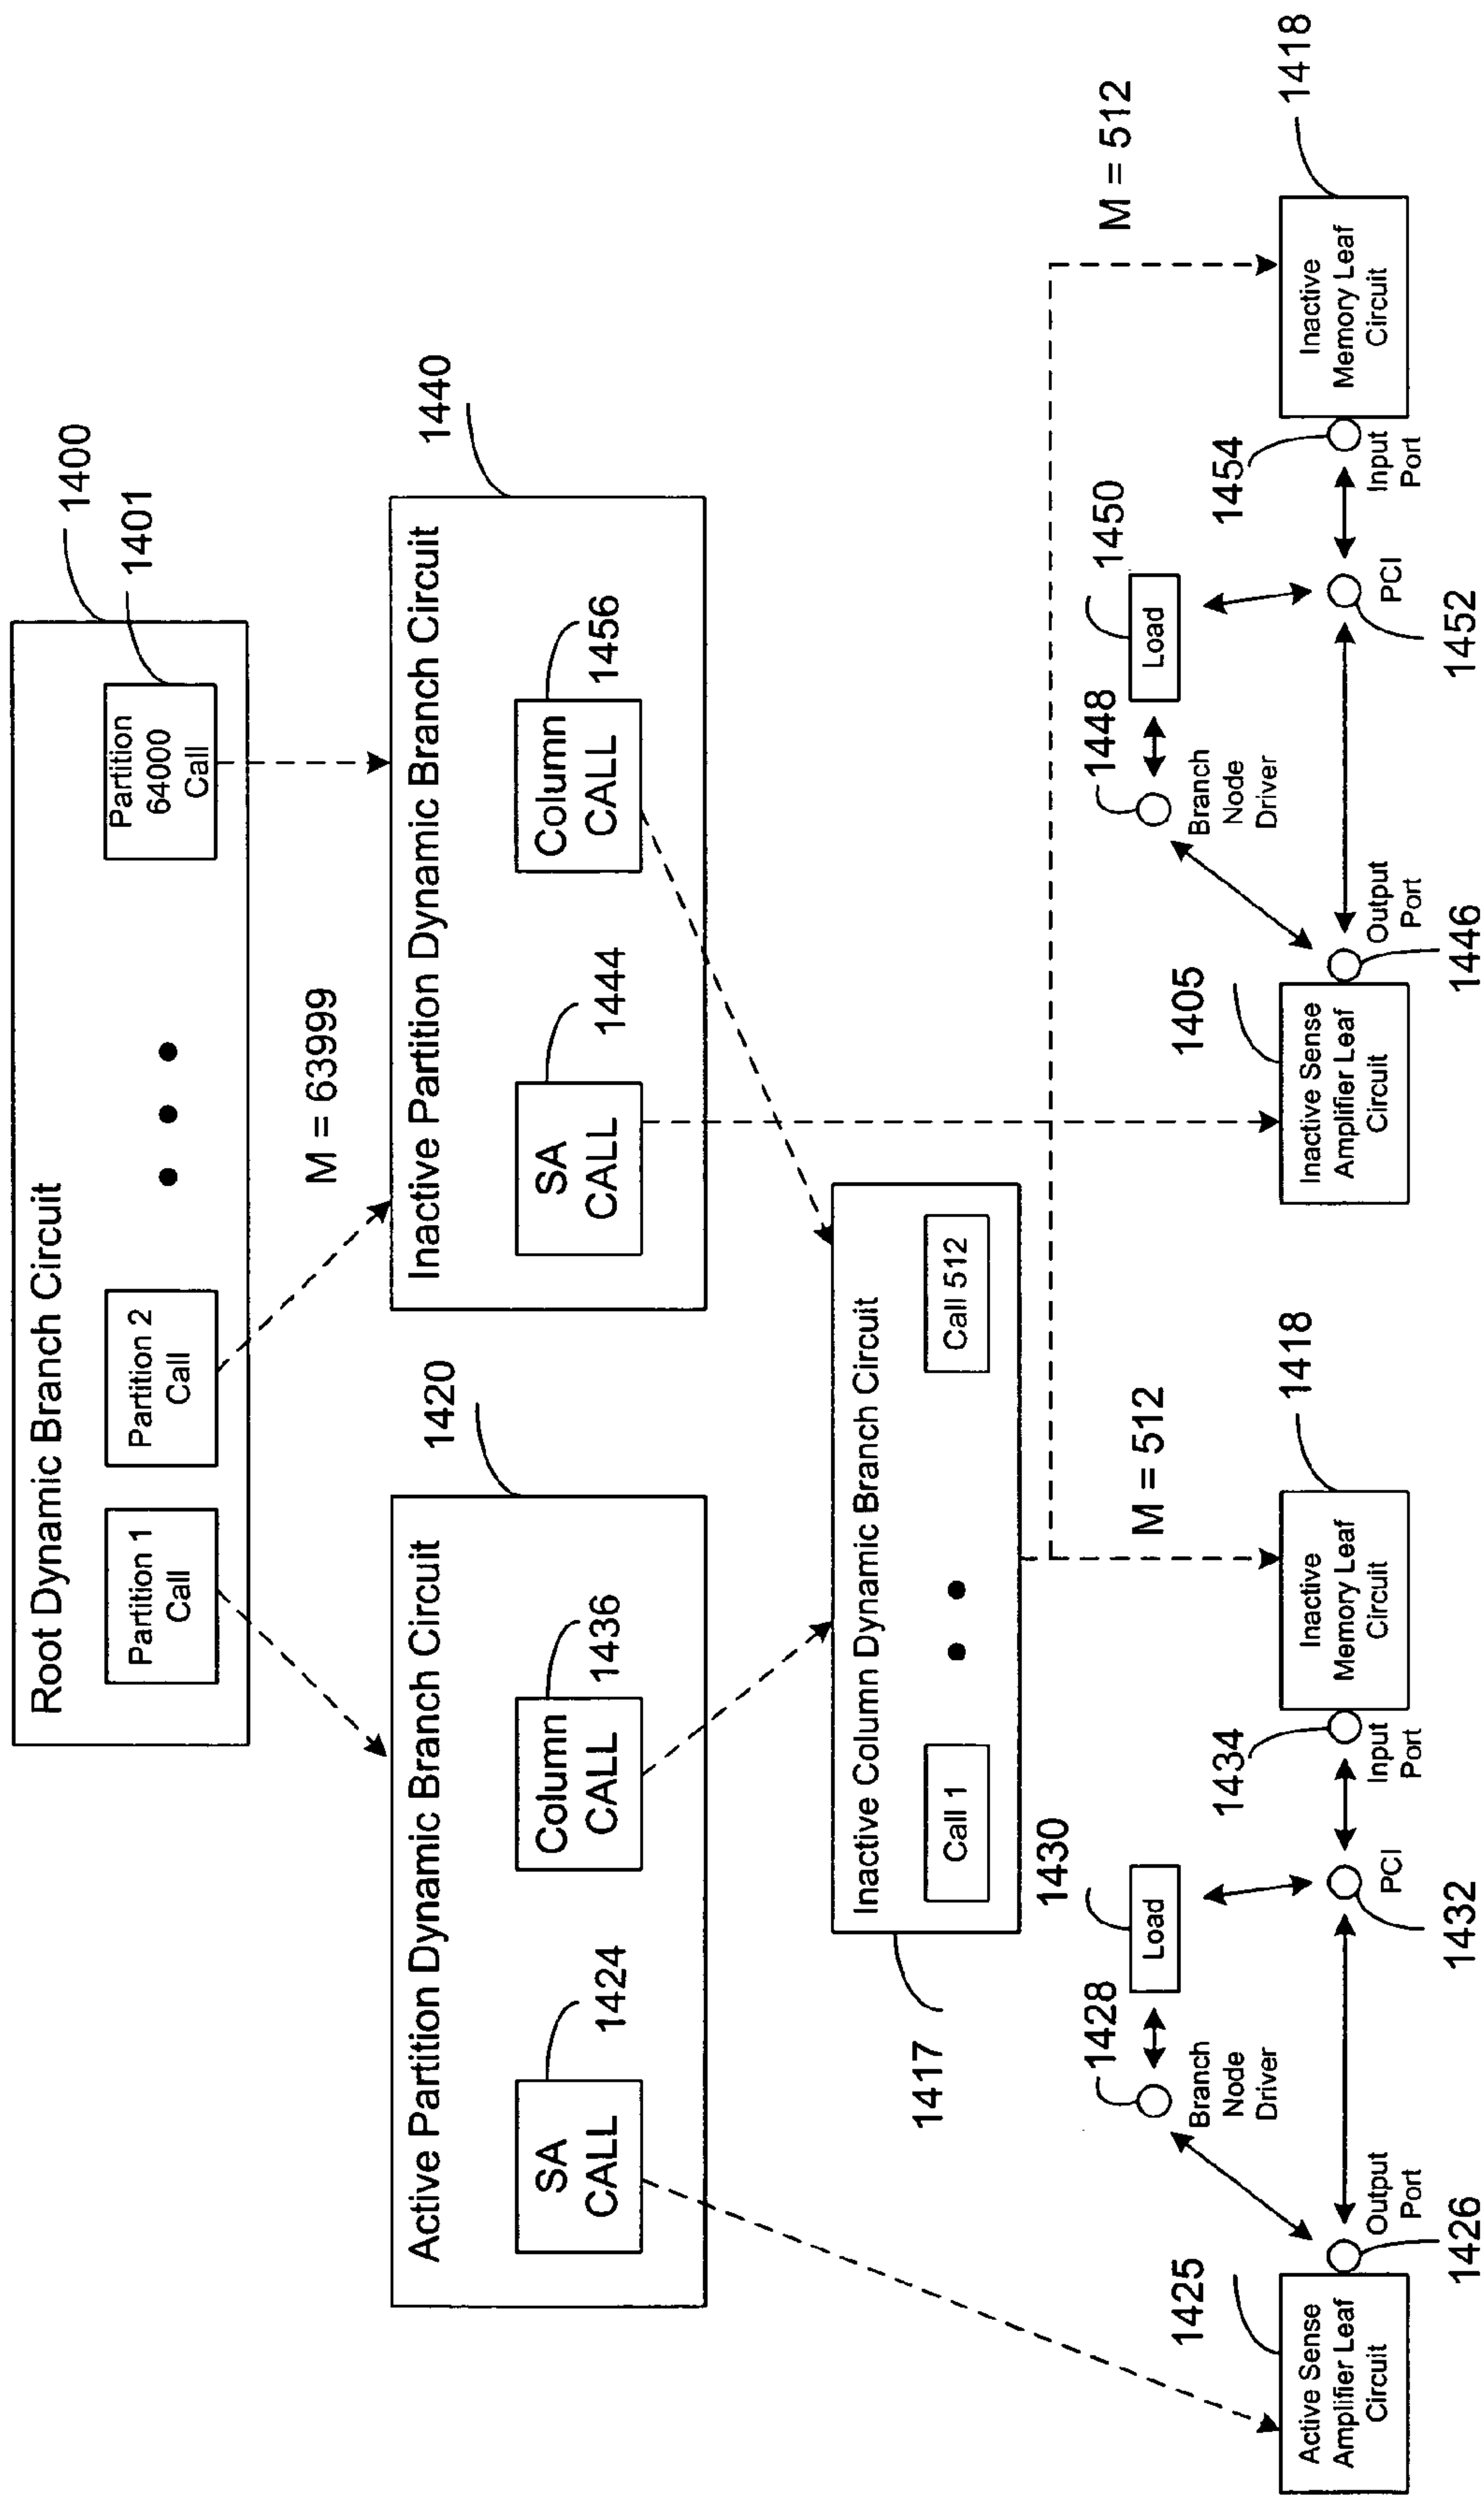 Root Dynamic Branch Circuit
1400
Partition 1
Call
Partition 2
Call
Partition
64000
Call
1401
M = 63999
1420
Active Partition Dynamic Branch Circuit
SA
CALL
1424
Column
CALL
1436
1440
Inactive Partition Dynamic Branch Circuit
SA
CALL
1444
Column
CALL
1456
Inactive Column Dynamic Branch Circuit
Call 1
Call 512
1417
M = 512
M = 512
1425
Active Sense
Amplifier Leaf
Circuit
Output
Port
1426
1428
Branch
Node
Driver
1430
Load
PCI
1432
1434
Input
Port
Inactive
Memory Leaf
Circuit
1418
1405
Inactive Sense
Amplifier Leaf
Circuit
Output
Port
1446
1448
Branch
Node
Driver
1450
Load
PCI
1452
1454
Input
Port
Inactive
Memory Leaf
Circuit
1418